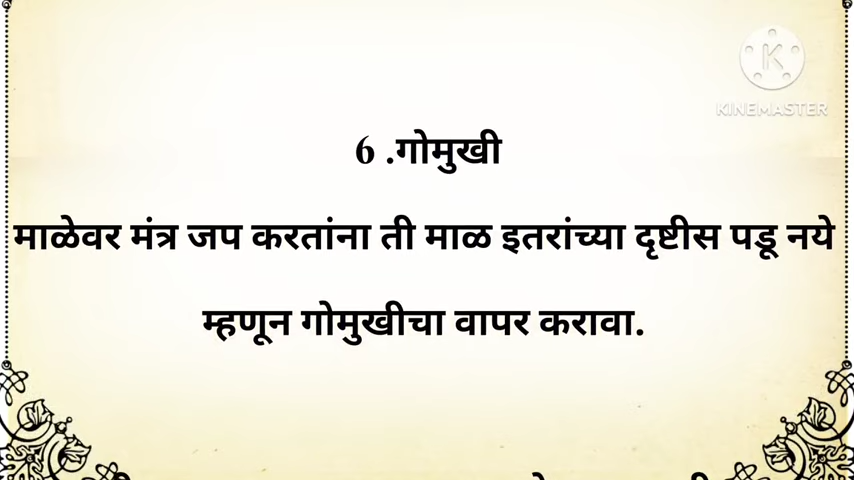 KINEMASTER
6 .गोमुखी
माळेवर मंत्र जप करतांना ती माळ इतरांच्या दृष्टीस पडू नये
म्हणून गोमुखीचा वापर करावा.